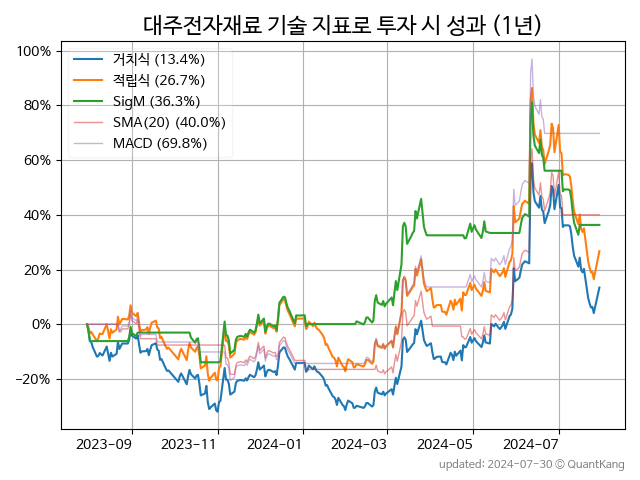 대주전자재료 기술 지표로 투자 시 성과 (1년)
100%
80%
60%
40%
20%
0%
−20%
거치식 (13.4%)
적립식 (26.7%)
SigM (36.3%)
SMA(20) (40.0%)
MACD (69.8%)
2023-09
2023-11
2024-01
2024-03
2024-05
2024-07
updated: 2024-07-30 © QuantKang